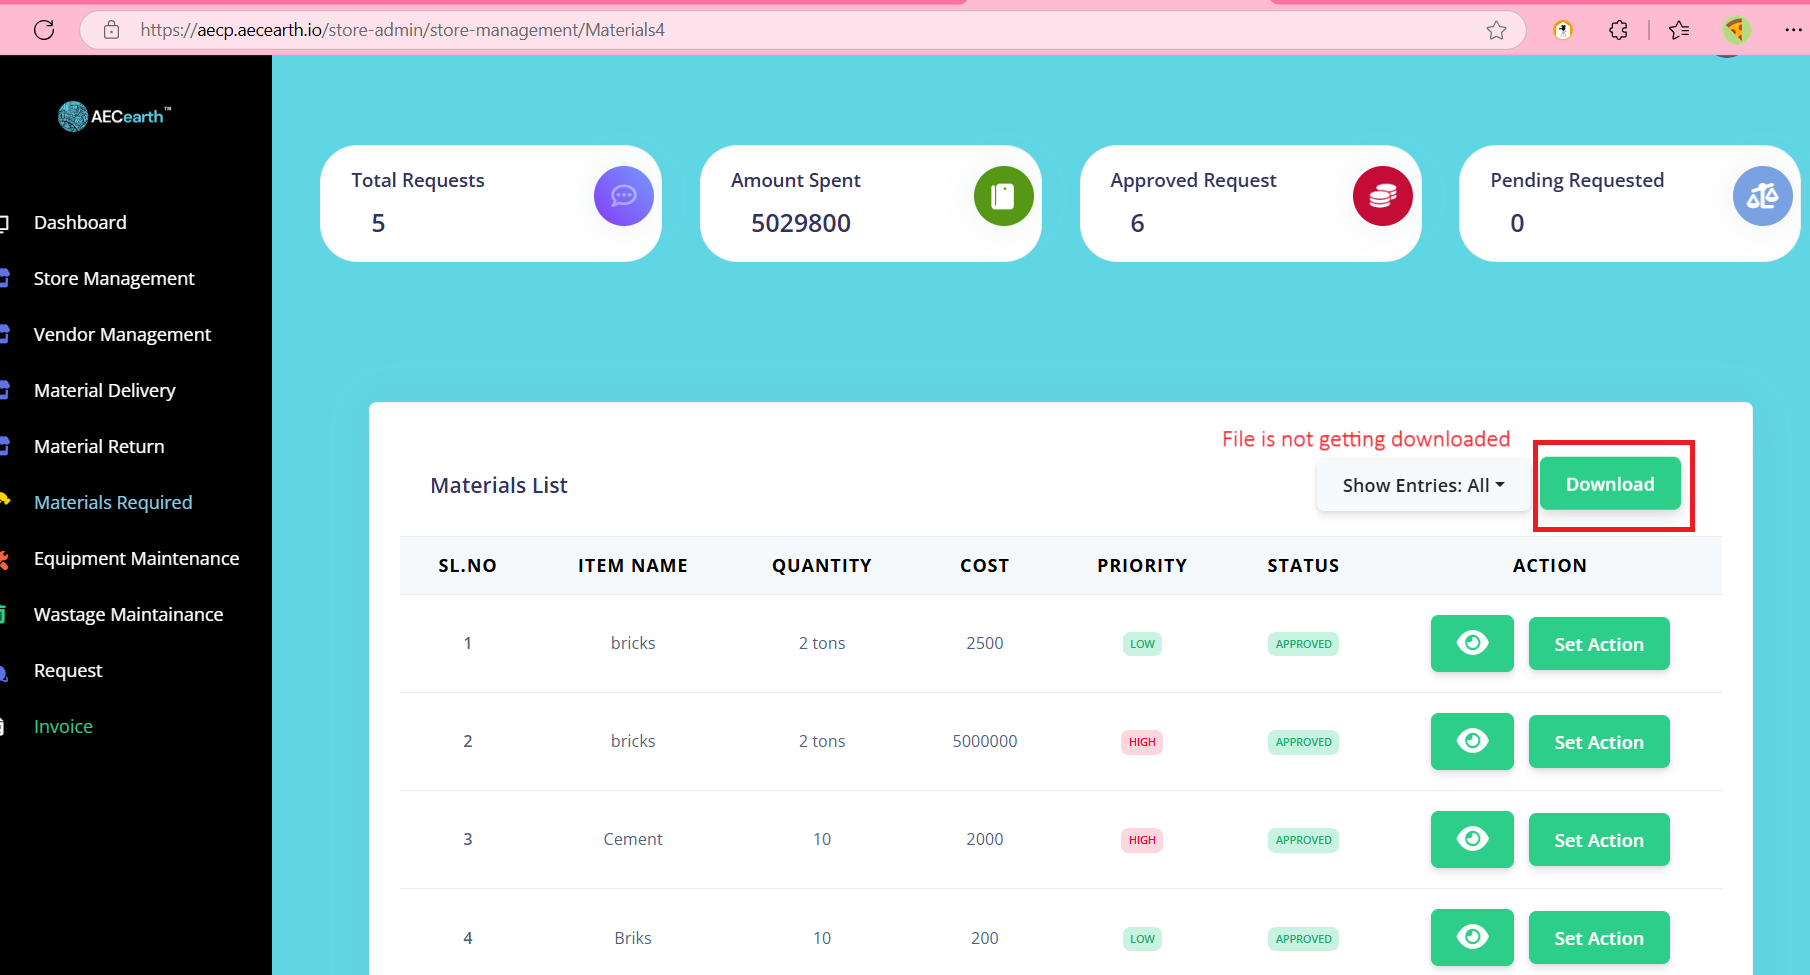 https://aecp.aecearth.io/store-admin/store-management/Materials4
AECearth™
Dashboard
Store Management
Vendor Management
Material Delivery
Material Return
Materials Required
Equipment Maintenance
Wastage Maintainance
Request
Invoice
Total Requests
5
Amount Spent
5029800
Approved Request
6
Pending Requested
0
File is not getting downloaded
Materials List
Show Entries: All
Download
SL.NO ITEM NAME QUANTITY COST PRIORITY STATUS ACTION
1 bricks 2 tons 2500 LOW APPROVED Set Action
2 bricks 2 tons 5000000 HIGH APPROVED Set Action
3 Cement 10 2000 HIGH APPROVED Set Action
4 Briks 10 200 LOW APPROVED Set Action